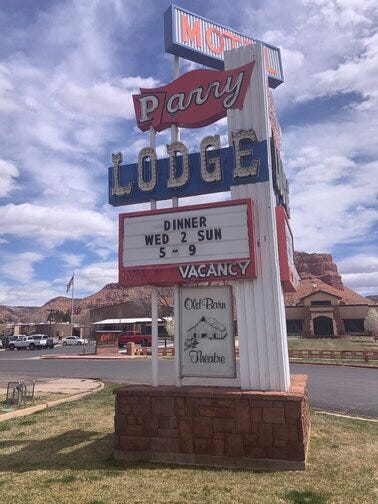 MOTEL
Parry
LODGE
DINNER
WED 2 SUN
5 - 9
VACANCY
Old Barn
Theatre